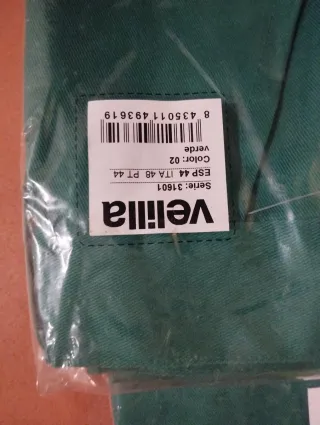 velilla
Serie: 31601
ESP 44 ITA 48 PT 44
Color: 02
verde
8 435011 493619